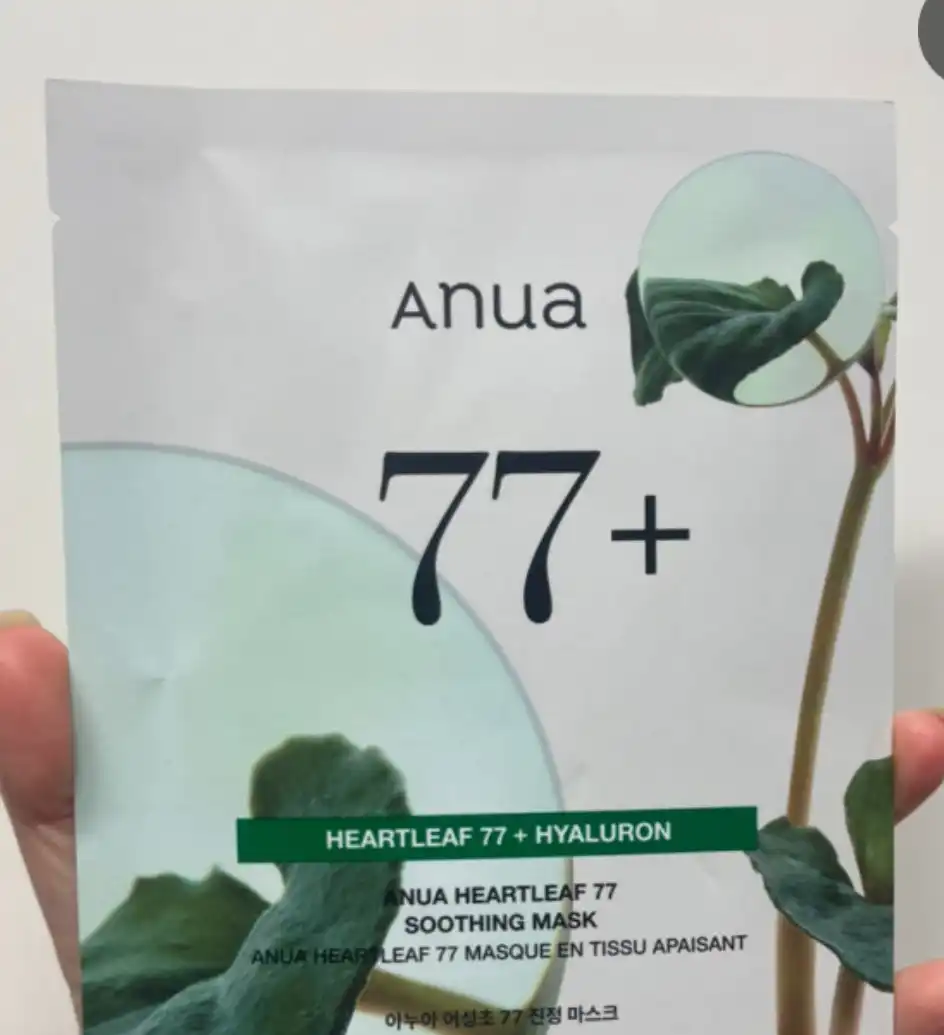 Anua
77+
HEARTLEAF 77 + HYALURON
ANUA HEARTLEAF 77
SOOTHING MASK
ANUA HEARTLEAF 77 MASQUE EN TISSU APAISANT
아누아 어성초 77 진정 마스크